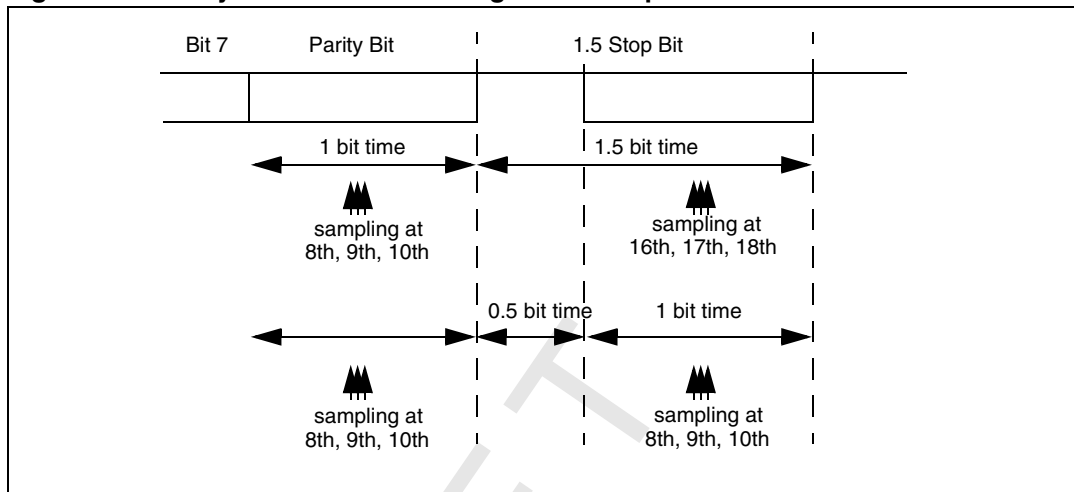 Bit 7 Parity Bit 1.5 Stop Bit
1 bit time 1.5 bit time
sampling at
8th, 9th, 10th
sampling at
16th, 17th, 18th
0.5 bit time 1 bit time
sampling at
8th, 9th, 10th
sampling at
8th, 9th, 10th